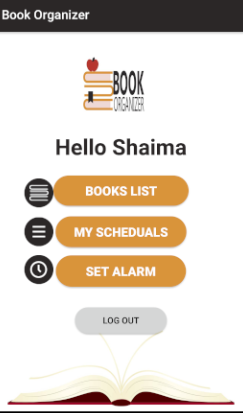 Book Organizer
BOOK
ORGANIZER
Hello Shaima
BOOKS LIST
MY SCHEDUALS
SET ALARM
LOG OUT